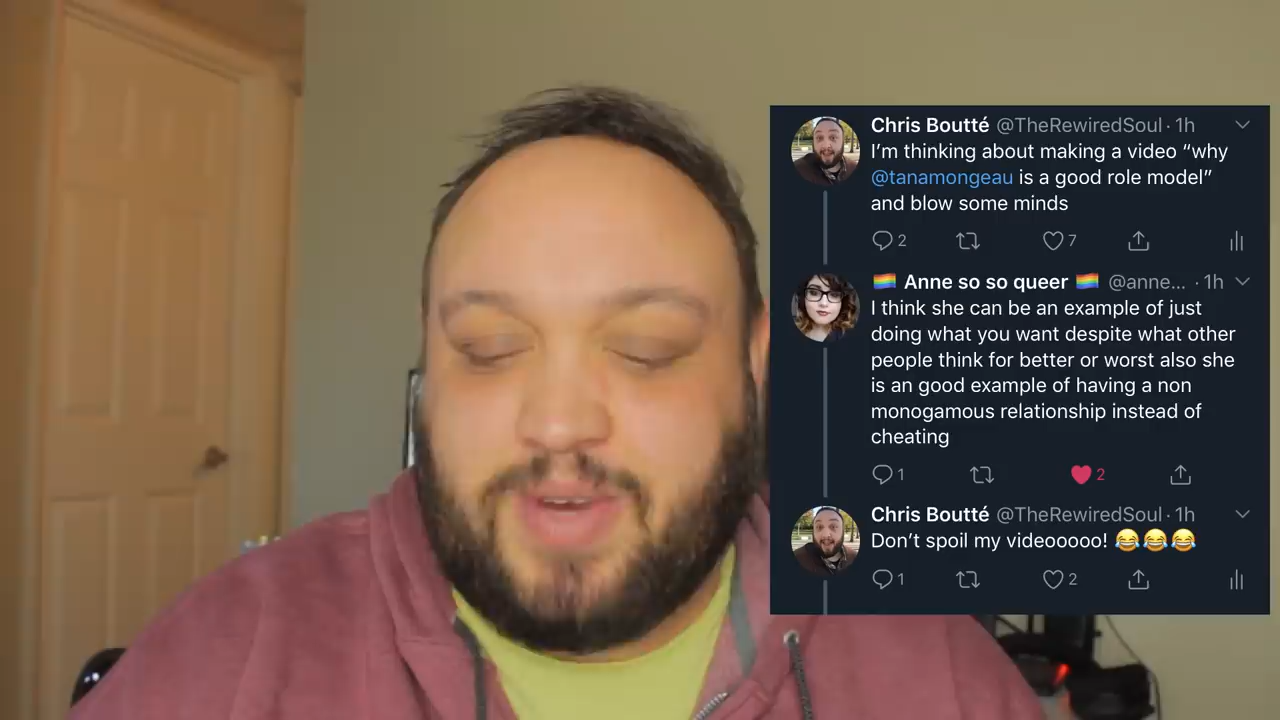 Chris Boutté @TheRewiredSoul · 1h
I’m thinking about making a video “why
@tanamongeau is a good role model”
and blow some minds
2 7
🏳️‍🌈 Anne so so queer 🏳️‍🌈 @anne... · 1h
I think she can be an example of just
doing what you want despite what other
people think for better or worst also she
is an good example of having a non
monogamous relationship instead of
cheating
1 2
Chris Boutté @TheRewiredSoul · 1h
Don’t spoil my videooooo! 😂😂😂
1 2